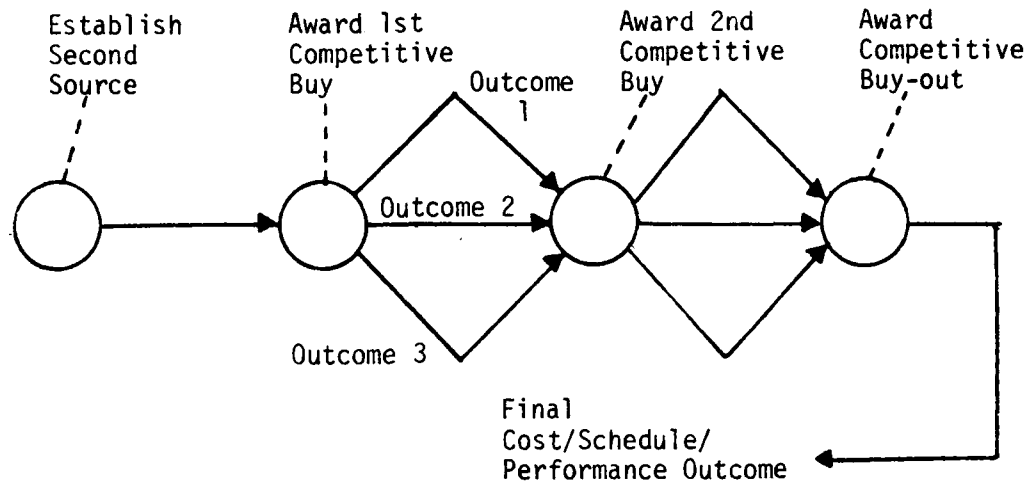 Establish
Second
Source
Award 1st
Competitive
Buy
Outcome
1
Award 2nd
Competitive
Buy
Award
Competitive
Buy-out
Outcome 2
Outcome 3
Final
Cost/Schedule/
Performance Outcome